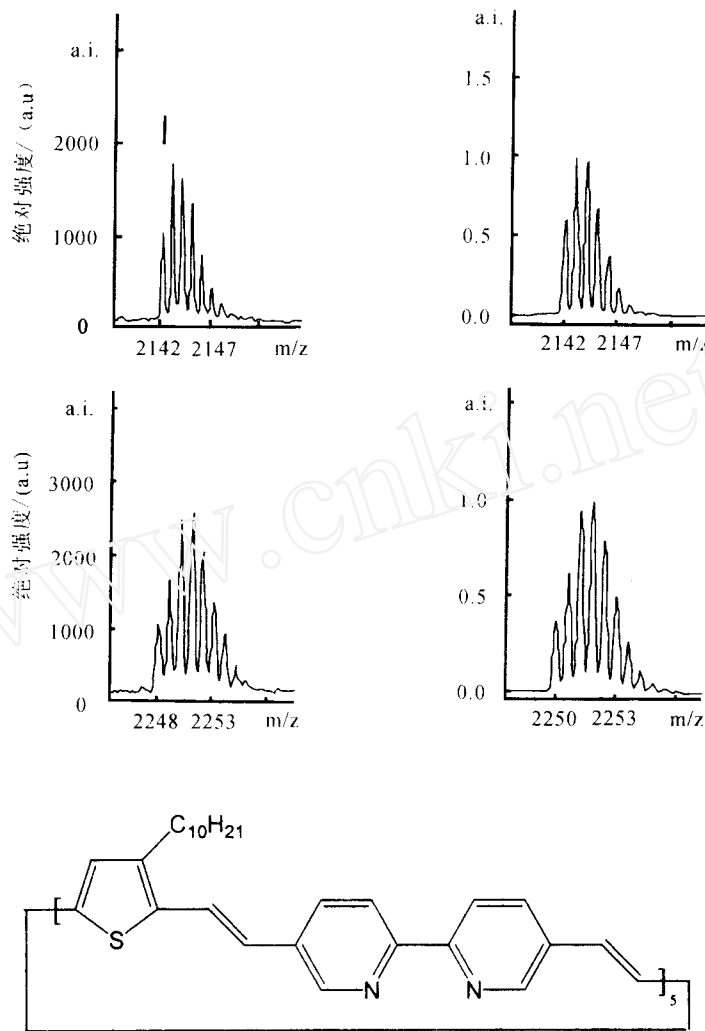 a.i.
绝对强度/(a.u)
2000
1000
0
2142 2147 m/z
a.i.
1.5
1.0
0.5
0.0
2142 2147 m/z
a.i.
绝对强度/(a.u)
3000
2000
1000
0
2248 2253 m/z
a.i.
1.0
0.5
0.0
2250 2253 m/z
www.cnki.net
C10H21
S
N
N
5